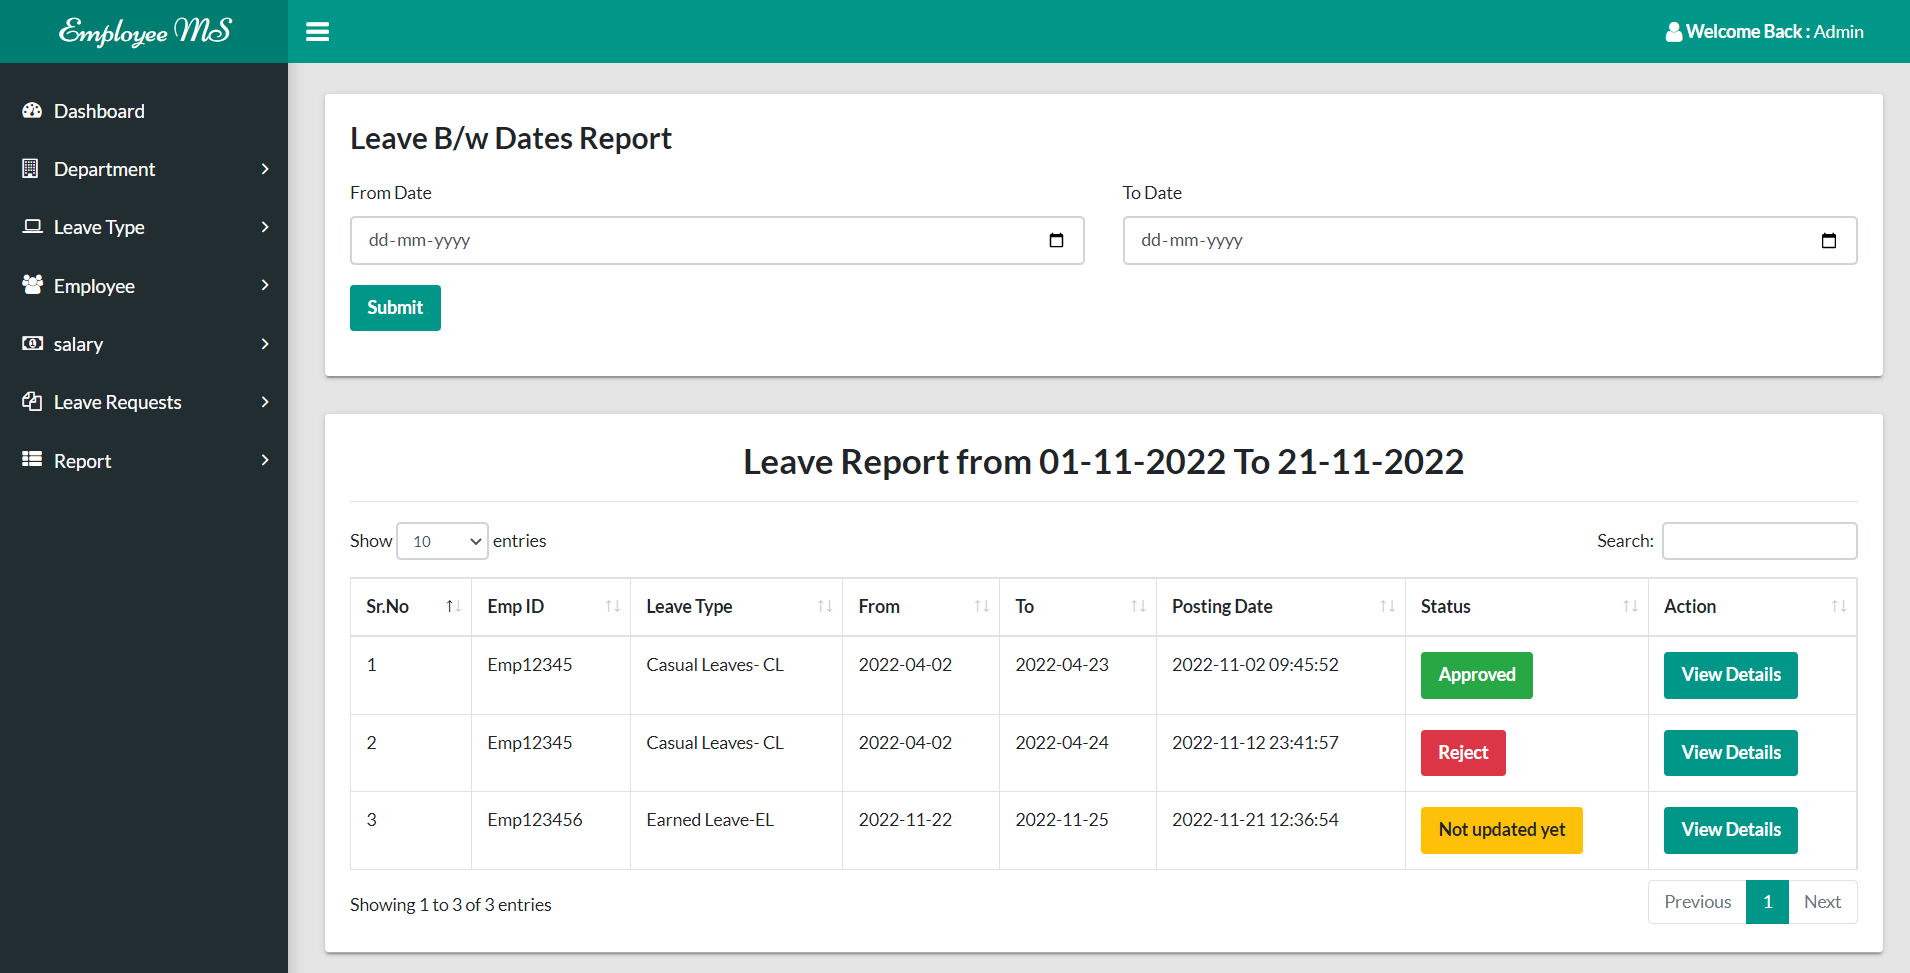 Employee MS
Welcome Back : Admin
Dashboard
Department
Leave Type
Employee
salary
Leave Requests
Report
Leave B/w Dates Report
From Date To Date
dd-mm-yyyy dd-mm-yyyy
Submit
Leave Report from 01-11-2022 To 21-11-2022
Show 10 entries Search:
Sr.No Emp ID Leave Type From To Posting Date Status Action
1 Emp12345 Casual Leaves- CL 2022-04-02 2022-04-23 2022-11-02 09:45:52 Approved View Details
2 Emp12345 Casual Leaves- CL 2022-04-02 2022-04-24 2022-11-12 23:41:57 Reject View Details
3 Emp123456 Earned Leave-EL 2022-11-22 2022-11-25 2022-11-21 12:36:54 Not updated yet View Details
Showing 1 to 3 of 3 entries Previous 1 Next